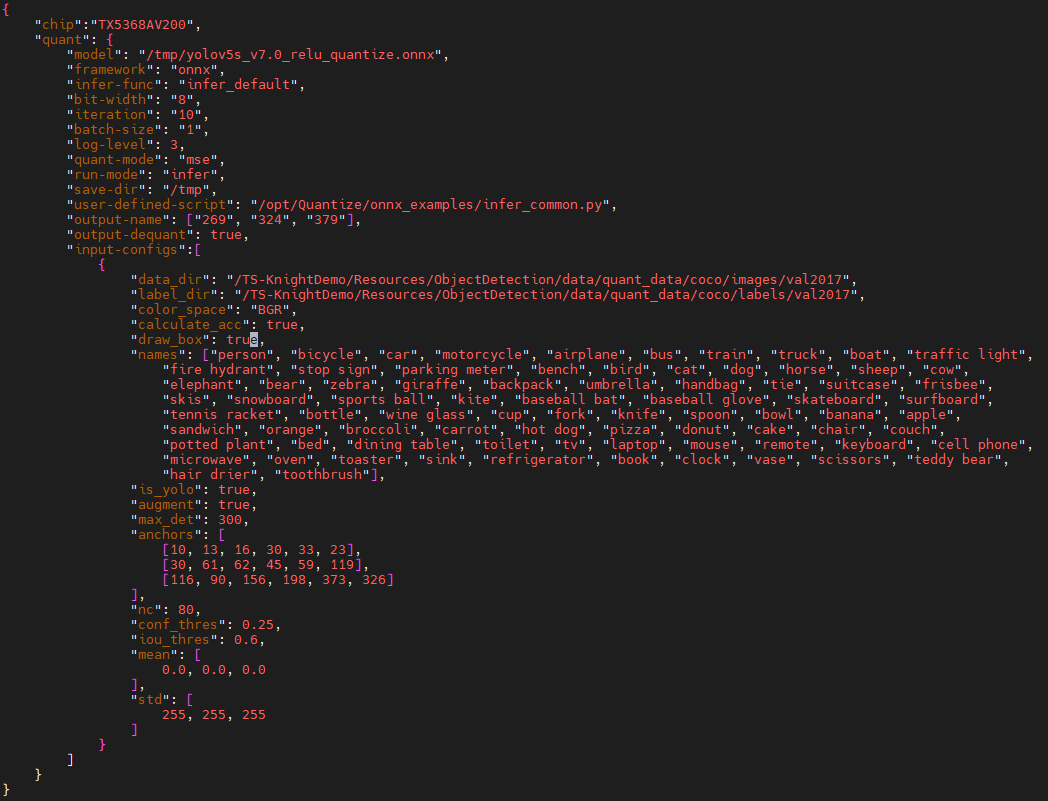 {
    "chip":"TX5368AV200",
    "quant": {
        "model": "/tmp/yolov5s_v7.0_relu_quantize.onnx",
        "framework": "onnx",
        "infer-func": "infer_default",
        "bit-width": "8",
        "iteration": "10",
        "batch-size": "1",
        "log-level": 3,
        "quant-mode": "mse",
        "run-mode": "infer",
        "save-dir": "/tmp",
        "user-defined-script": "/opt/Quantize/onnx_examples/infer_common.py",
        "output-name": ["269", "324", "379"],
        "output-dequant": true,
        "input-configs":[
            {
                "data_dir": "/TS-KnightDemo/Resources/ObjectDetection/data/quant_data/coco/images/val2017",
                "label_dir": "/TS-KnightDemo/Resources/ObjectDetection/data/quant_data/coco/labels/val2017",
                "color_space": "BGR",
                "calculate_acc": true,
                "draw_box": true,
                "names": ["person", "bicycle", "car", "motorcycle", "airplane", "bus", "train", "truck", "boat", "traffic light",
                    "fire hydrant", "stop sign", "parking meter", "bench", "bird", "cat", "dog", "horse", "sheep", "cow",
                    "elephant", "bear", "zebra", "giraffe", "backpack", "umbrella", "handbag", "tie", "suitcase", "frisbee",
                    "skis", "snowboard", "sports ball", "kite", "baseball bat", "baseball glove", "skateboard", "surfboard",
                    "tennis racket", "bottle", "wine glass", "cup", "fork", "knife", "spoon", "bowl", "banana", "apple",
                    "sandwich", "orange", "broccoli", "carrot", "hot dog", "pizza", "donut", "cake", "chair", "couch",
                    "potted plant", "bed", "dining table", "toilet", "tv", "laptop", "mouse", "remote", "keyboard", "cell phone",
                    "microwave", "oven", "toaster", "sink", "refrigerator", "book", "clock", "vase", "scissors", "teddy bear",
                    "hair drier", "toothbrush"],
                "is_yolo": true,
                "augment": true,
                "max_det": 300,
                "anchors": [
                    [10, 13, 16, 30, 33, 23],
                    [30, 61, 62, 45, 59, 119],
                    [116, 90, 156, 198, 373, 326]
                ],
                "nc": 80,
                "conf_thres": 0.25,
                "iou_thres": 0.6,
                "mean": [
                    0.0, 0.0, 0.0
                ],
                "std": [
                    255, 255, 255
                ]
            }
        ]
    }
}